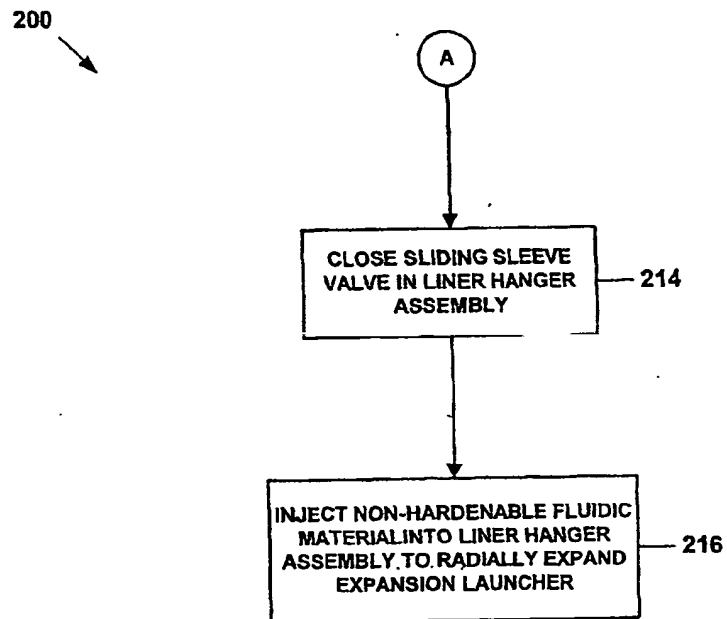 200
A
CLOSE SLIDING SLEEVE
VALVE IN LINER HANGER
ASSEMBLY
214
INJECT NON-HARDENABLE FLUIDIC
MATERIALINTO LINER HANGER
ASSEMBLY. TO RADIALLY EXPAND
EXPANSION LAUNCHER
216